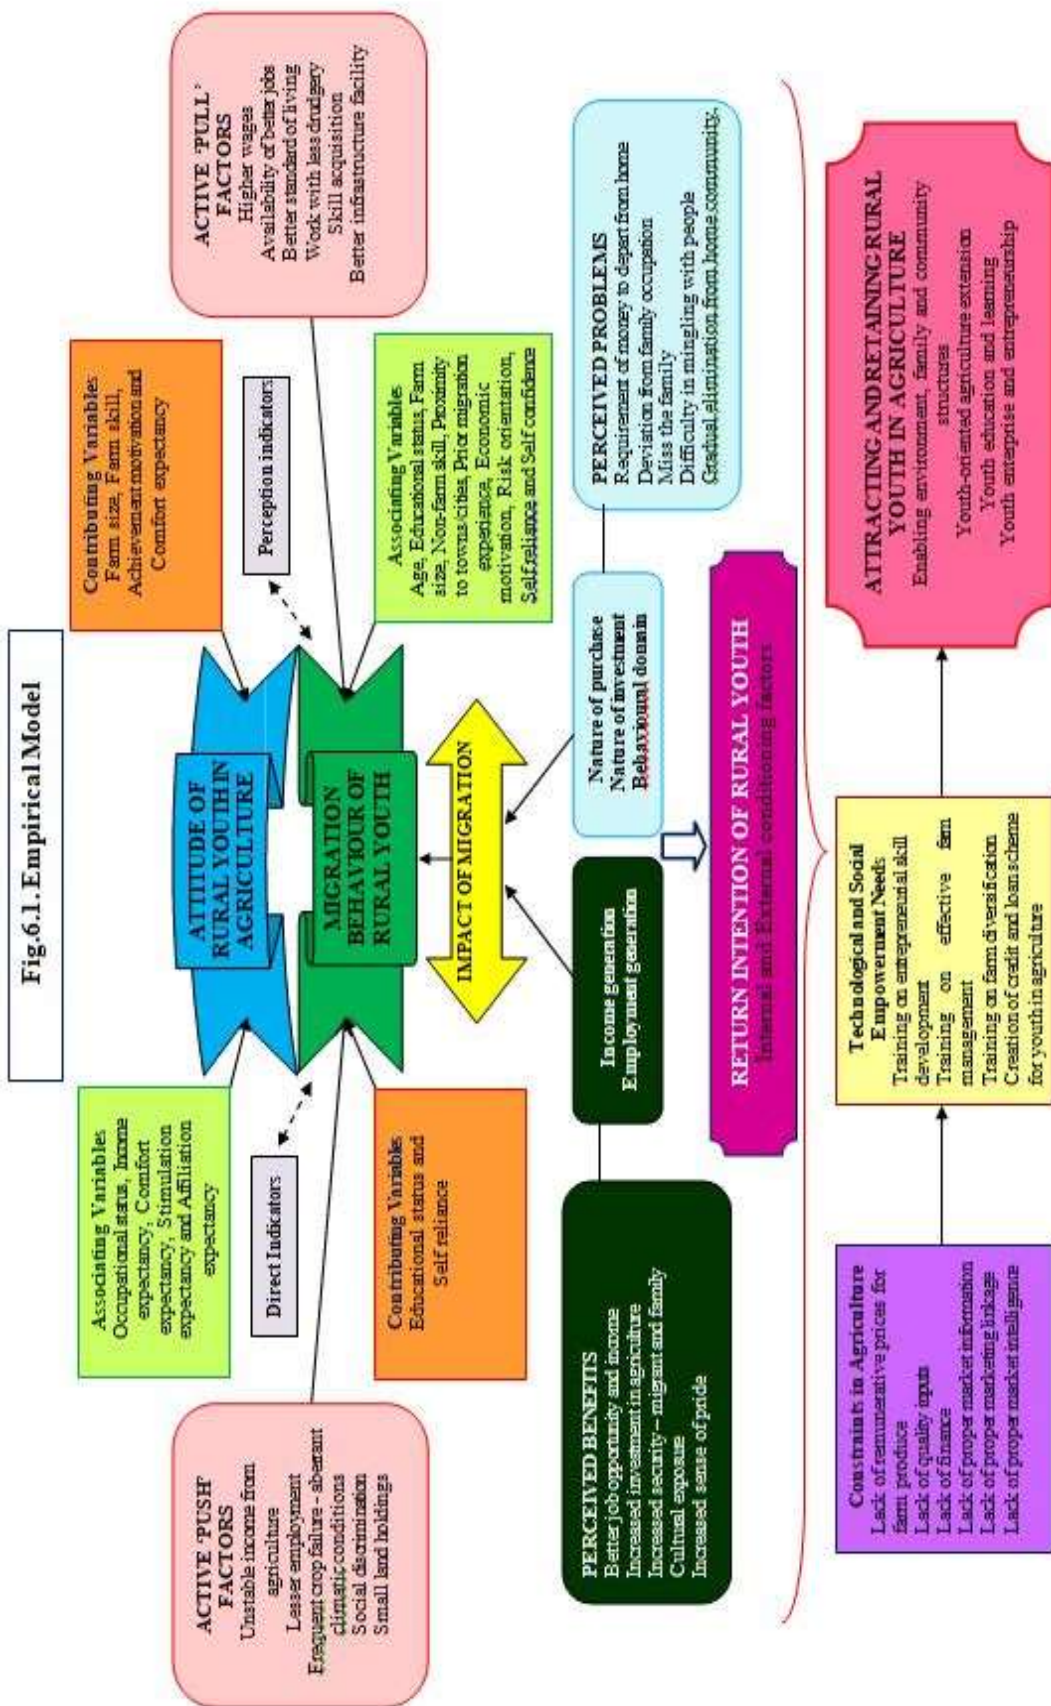 Fig.6.1. Empirical Model
ACTIVE 'PUSH'
FACTORS
Unstable income from
agriculture
Lesser employment
Frequent crop failure - aberrant
climatic conditions
Social discrimination
Small land holdings
Associating Variables
Occupational status, Income
expectancy, Comfort
expectancy, Stimulation
expectancy and Affiliation
expectancy
Direct Indicators
Contributing Variables
Educational status and
Self reliance
ATTITUDE OF
RURAL YOUTH IN
AGRICULTURE
MIGRATION
BEHAVIOUR OF
RURAL YOUTH
IMPACT OF MIGRATION
Contributing Variables
Farm size, Farm skill,
Achievement motivation and
Comfort expectancy
Perception indicators
Associating Variables
Age, Educational status, Farm
size, Non-farm skill, Proximity
to towns/cities, Prior migration
experience, Economic
motivation, Risk orientation,
Self reliance and Self confidence
ACTIVE 'PULL'
FACTORS
Higher wages
Availability of better jobs
Better standard of living
Work with less drudgery
Skill acquisition
Better infrastructure facility
PERCEIVED BENEFITS
Better job opportunity and income
Increased investment in agriculture
Increased security – migrant and family
Cultural exposure
Increased sense of pride
Income generation
Employment generation
Nature of purchase
Nature of investment
Behavioural domain
PERCEIVED PROBLEMS
Requirement of money to depart from home
Deviation from family occupation
Miss the family
Difficulty in mingling with people
Gradual elimination from home community.
RETURN INTENTION OF RURAL YOUTH
Internal and External conditioning factors
Constraints in Agriculture
Lack of remunerative prices for
farm produce
Lack of quality inputs
Lack of finance
Lack of proper market information
Lack of proper marketing linkage
Lack of proper market intelligence
Technological and Social
Empowerment Needs
Training on entrepreneurial skill
development
Training on effective farm
management
Training on farm diversification
Creation of credit and loan scheme
for youth in agriculture
ATTRACTING AND RETAINING RURAL
YOUTH IN AGRICULTURE
Enabling environment, family and community
structures
Youth-oriented agriculture extension
Youth education and learning
Youth enterprise and entrepreneurship